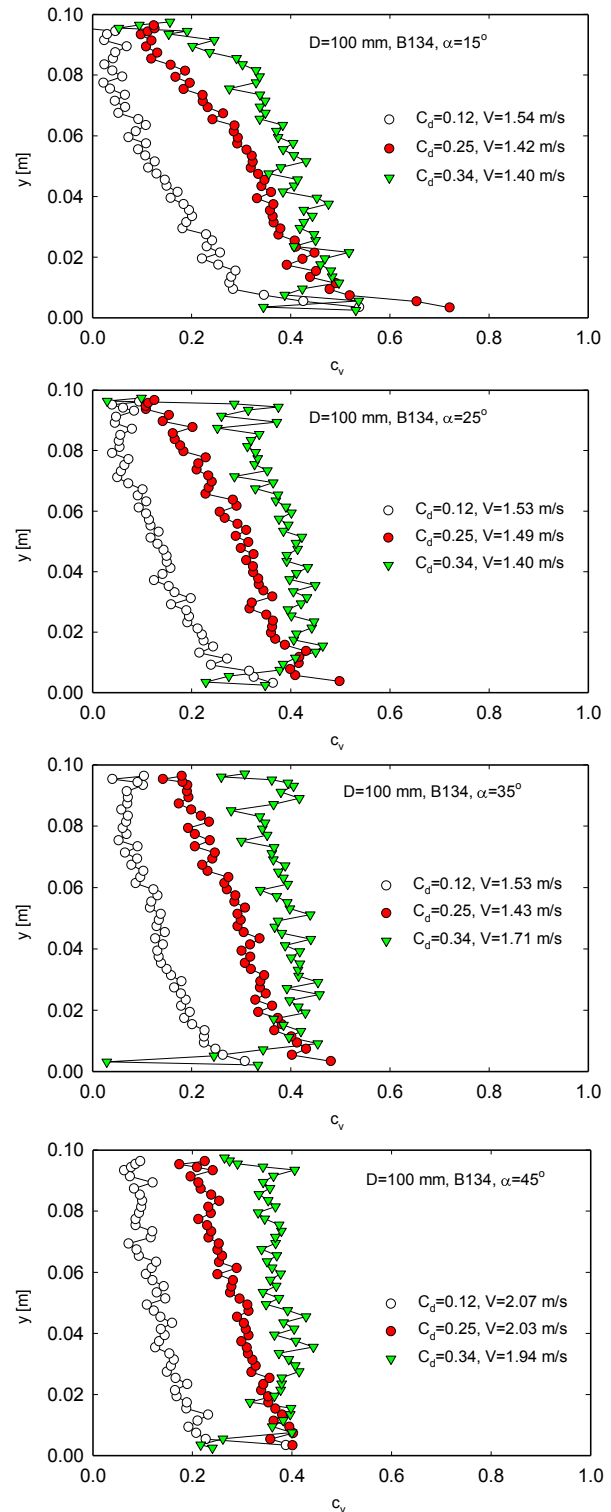 D=100 mm, B134, α=15°
y [m]
0.10
0.08
0.06
0.04
0.02
0.00
C_d=0.12, V=1.54 m/s
C_d=0.25, V=1.42 m/s
C_d=0.34, V=1.40 m/s
0.0 0.2 0.4 0.6 0.8 1.0
c_v
D=100 mm, B134, α=25°
y [m]
0.10
0.08
0.06
0.04
0.02
0.00
C_d=0.12, V=1.53 m/s
C_d=0.25, V=1.49 m/s
C_d=0.34, V=1.40 m/s
0.0 0.2 0.4 0.6 0.8 1.0
c_v
D=100 mm, B134, α=35°
y [m]
0.10
0.08
0.06
0.04
0.02
0.00
C_d=0.12, V=1.53 m/s
C_d=0.25, V=1.43 m/s
C_d=0.34, V=1.71 m/s
0.0 0.2 0.4 0.6 0.8 1.0
c_v
D=100 mm, B134, α=45°
y [m]
0.10
0.08
0.06
0.04
0.02
0.00
C_d=0.12, V=2.07 m/s
C_d=0.25, V=2.03 m/s
C_d=0.34, V=1.94 m/s
0.0 0.2 0.4 0.6 0.8 1.0
c_v